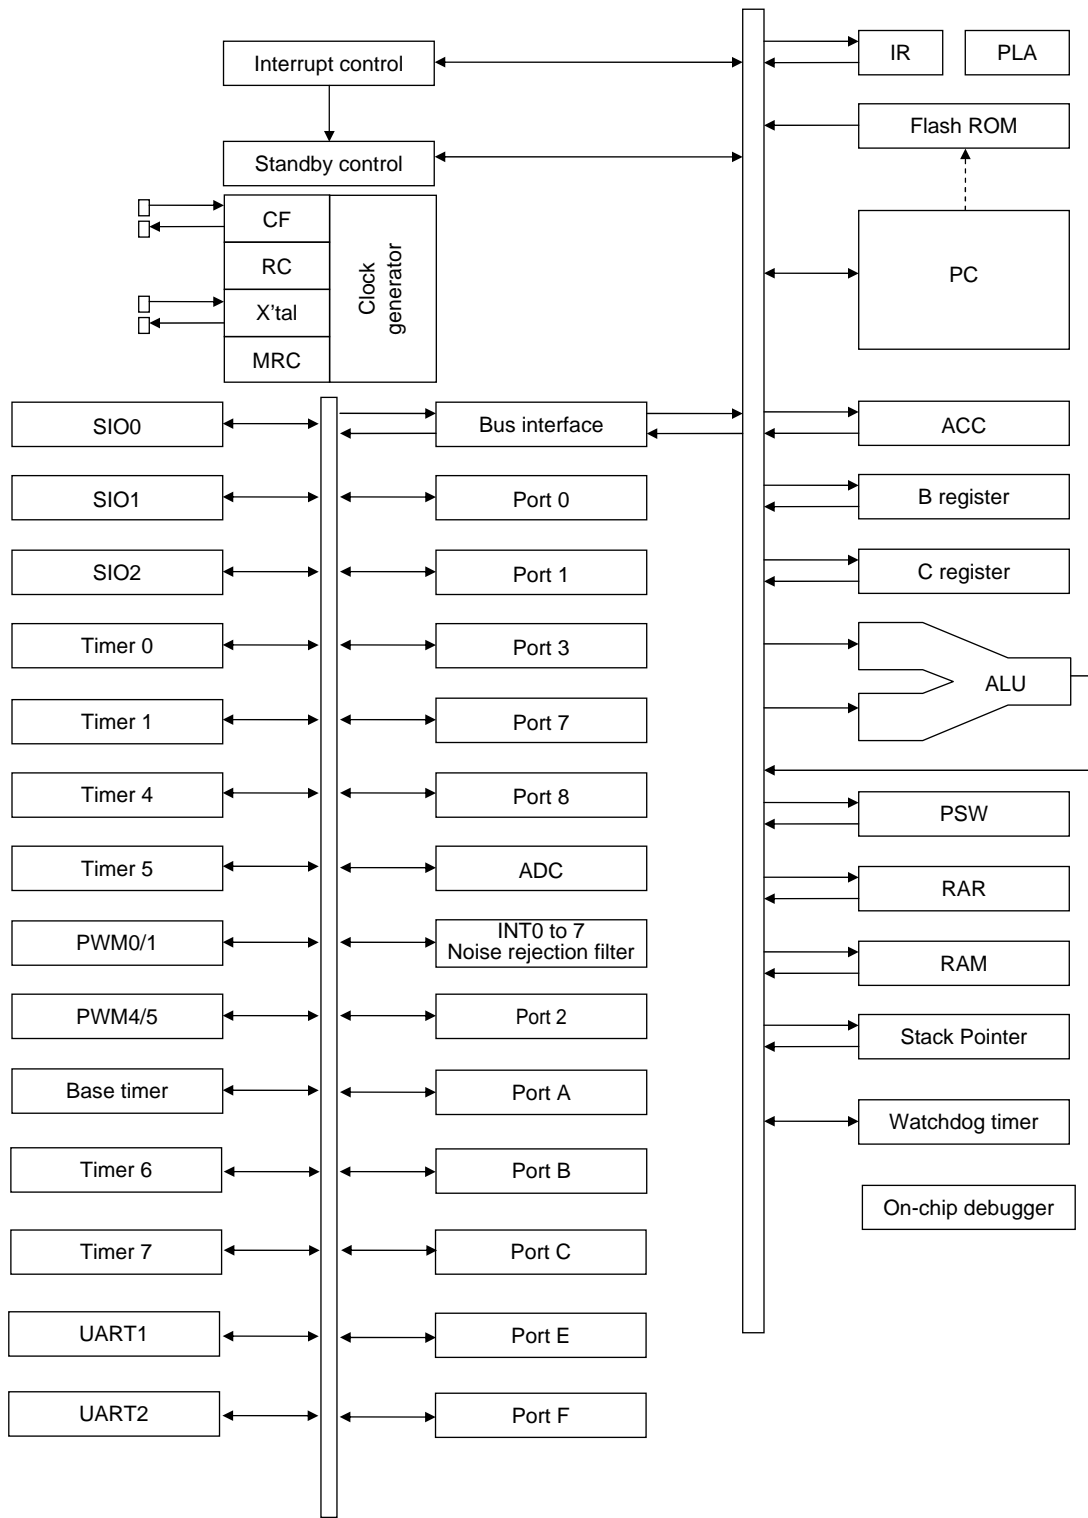 Interrupt control
IR
PLA
Flash ROM
Standby control
CF
RC
X'tal
MRC
Clock
generator
PC
SIO0
Bus interface
ACC
SIO1
Port 0
B register
SIO2
Port 1
C register
Timer 0
Port 3
ALU
Timer 1
Port 7
Timer 4
Port 8
PSW
Timer 5
ADC
RAR
PWM0/1
INT0 to 7
Noise rejection filter
RAM
PWM4/5
Port 2
Stack Pointer
Base timer
Port A
Watchdog timer
Timer 6
Port B
On-chip debugger
Timer 7
Port C
UART1
Port E
UART2
Port F